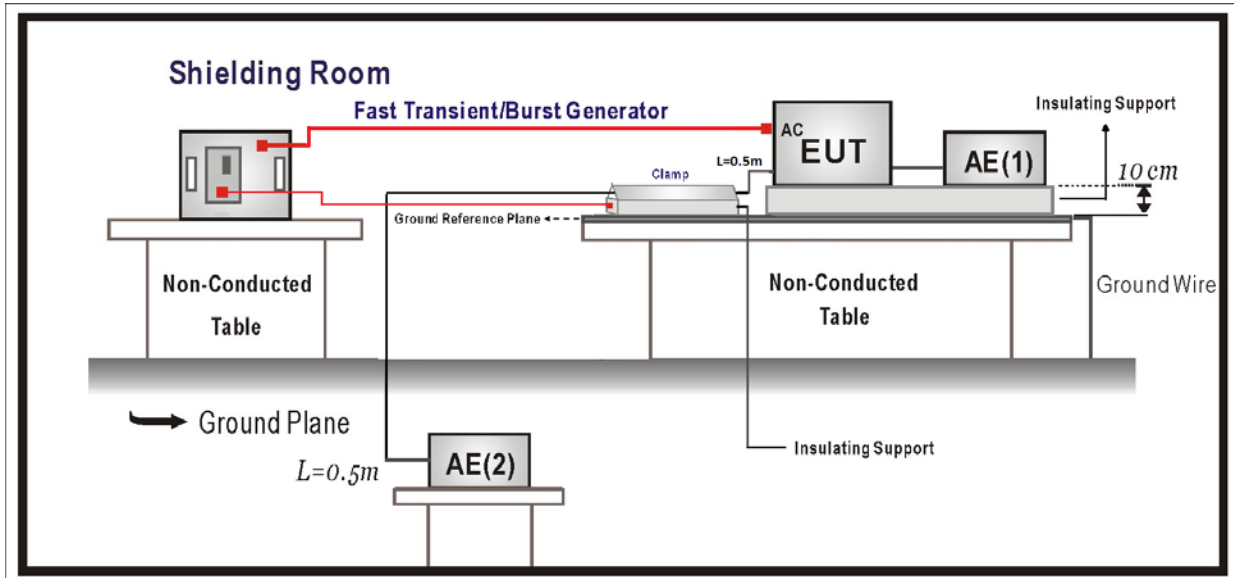 Shielding Room
Fast Transient/Burst Generator
Insulating Support
AC
EUT
AE(1)
L=0.5m
10 cm
Clamp
Ground Reference Plane
Non-Conducted
Table
Non-Conducted
Table
Ground Wire
Ground Plane
Insulating Support
L=0.5m
AE(2)